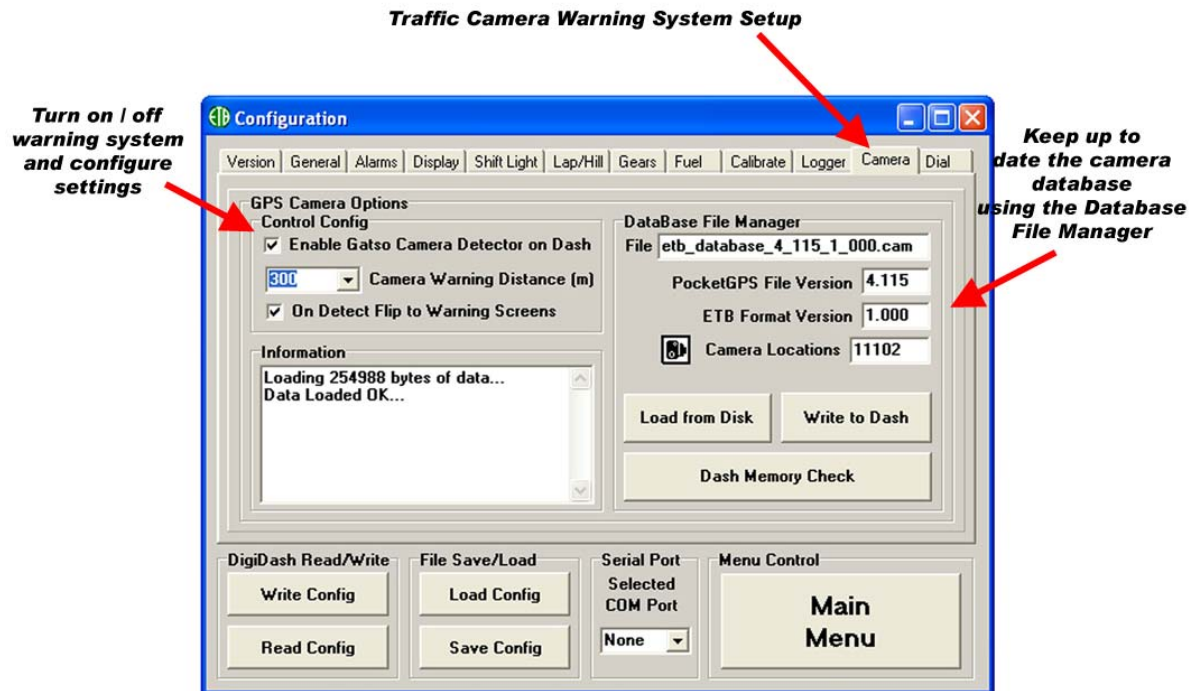 Traffic Camera Warning System Setup
Turn on / off
warning system
and configure
settings
Keep up to
date the camera
database
using the Database
File Manager
ETB Configuration
Version General Alarms Display Shift Light Lap/Hill Gears Fuel Calibrate Logger Camera Dial
GPS Camera Options
Control Config
Enable Gatso Camera Detector on Dash
300 Camera Warning Distance (m)
On Detect Flip to Warning Screens
Information
Loading 254988 bytes of data...
Data Loaded OK...
DataBase File Manager
File etb_database_4_115_1_000.cam
PocketGPS File Version 4.115
ETB Format Version 1.000
Camera Locations 11102
Load from Disk Write to Dash
Dash Memory Check
DigiDash Read/Write
Write Config
Read Config
File Save/Load
Load Config
Save Config
Serial Port
Selected
COM Port
None
Menu Control
Main
Menu